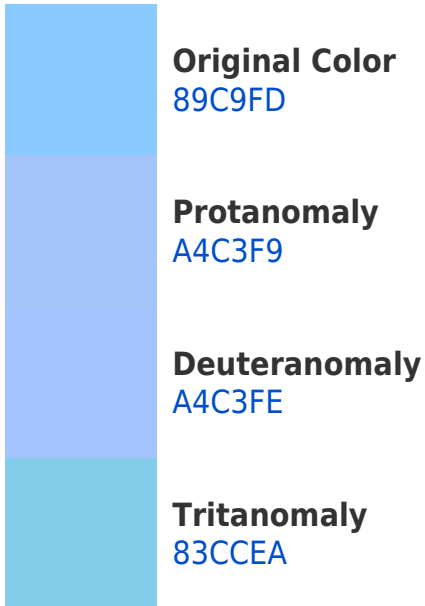 Original Color
89C9FD
Protanomaly
A4C3F9
Deuteranomaly
A4C3FE
Tritanomaly
83CCEA